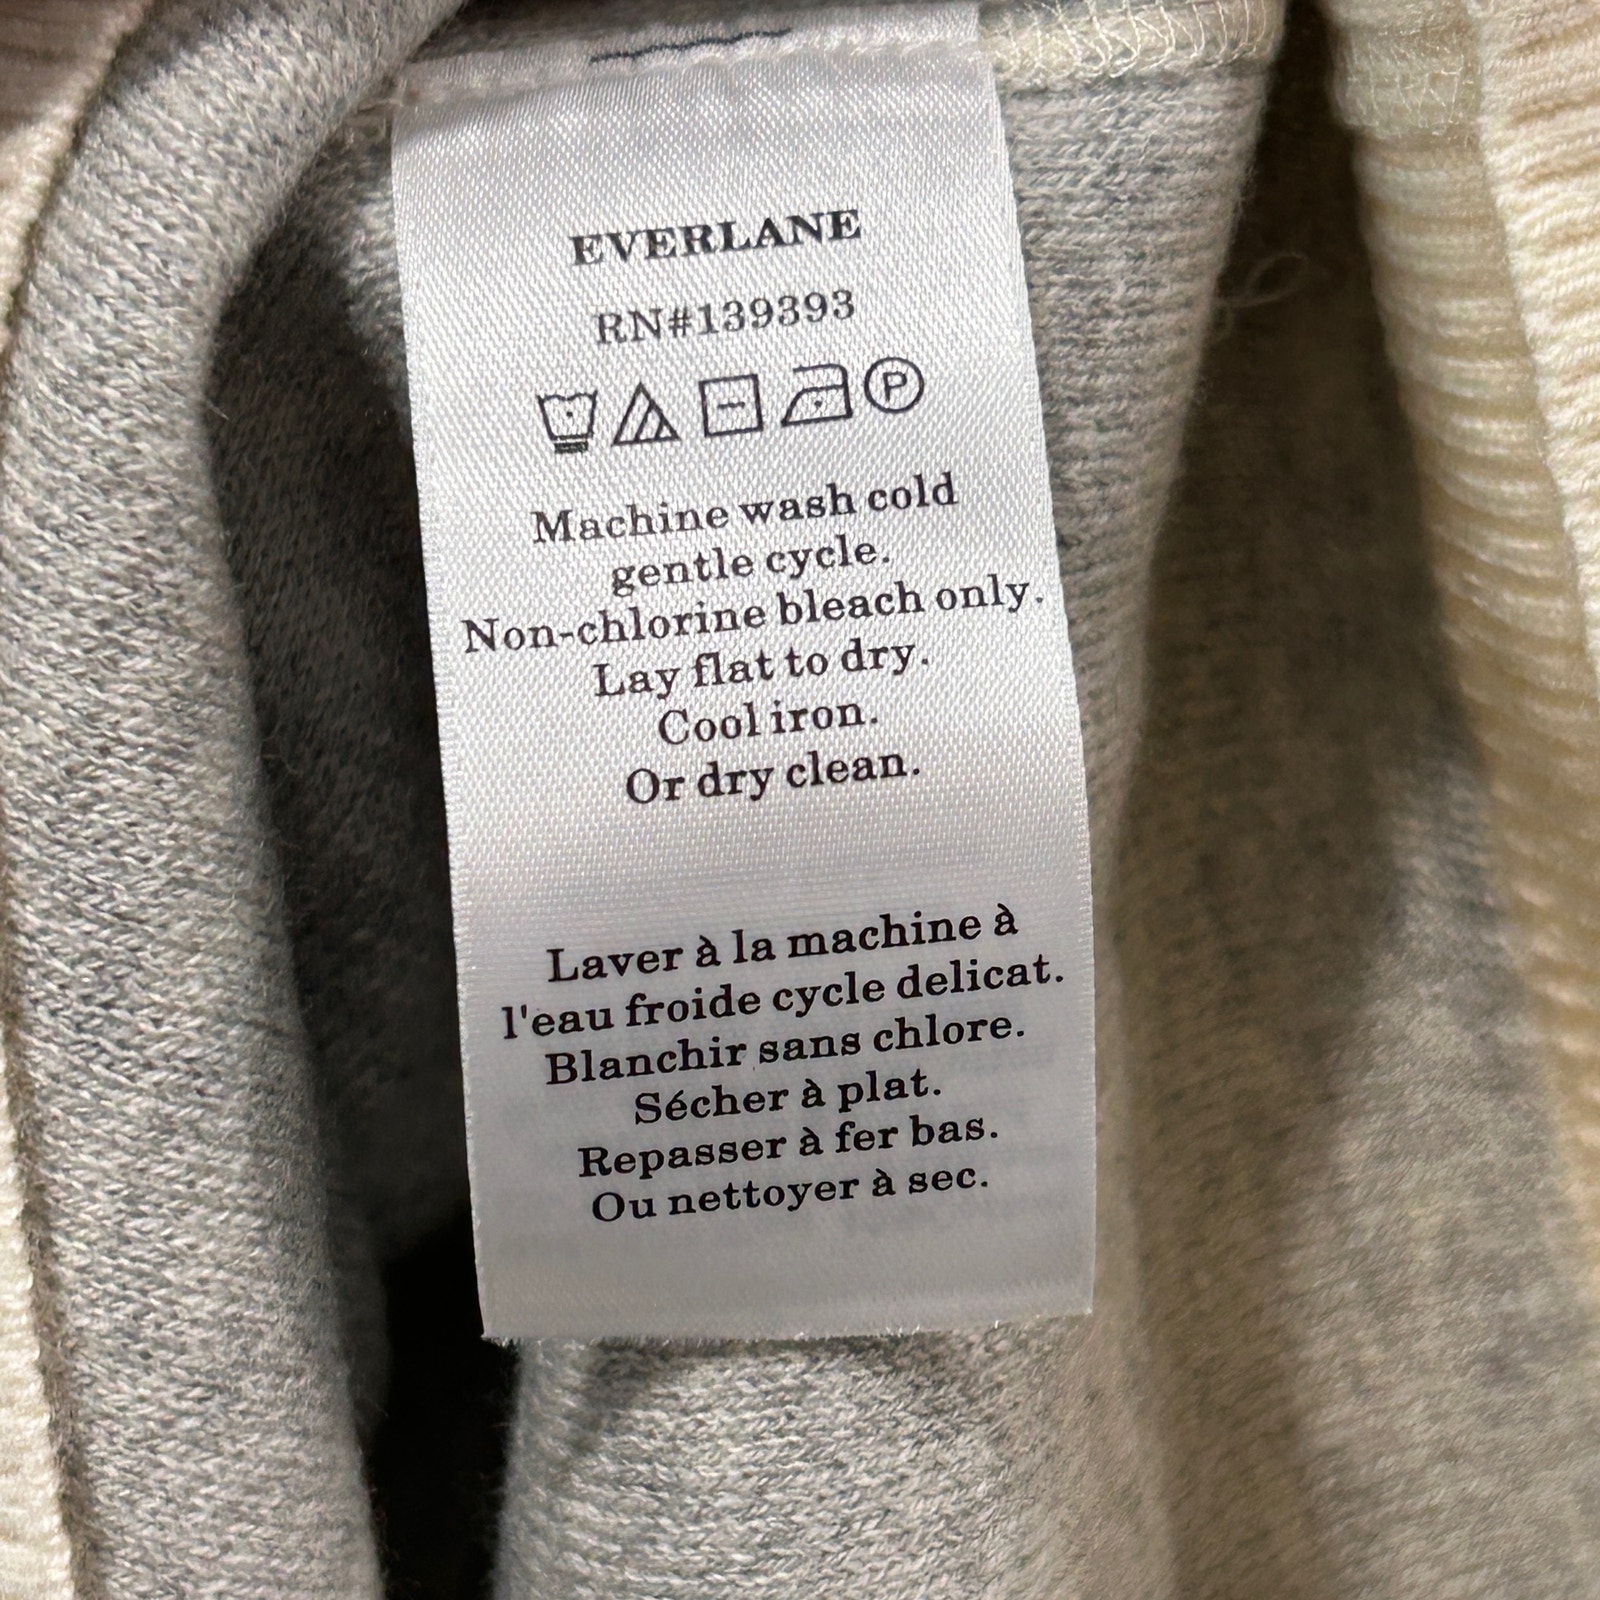 EVERLANE
RN#139393
P
Machine wash cold
gentle cycle.
Non-chlorine bleach only.
Lay flat to dry.
Cool iron.
Or dry clean.
Laver à la machine à
l'eau froide cycle delicat.
Blanchir sans chlore.
Sécher à plat.
Repasser à fer bas.
Ou nettoyer à sec.